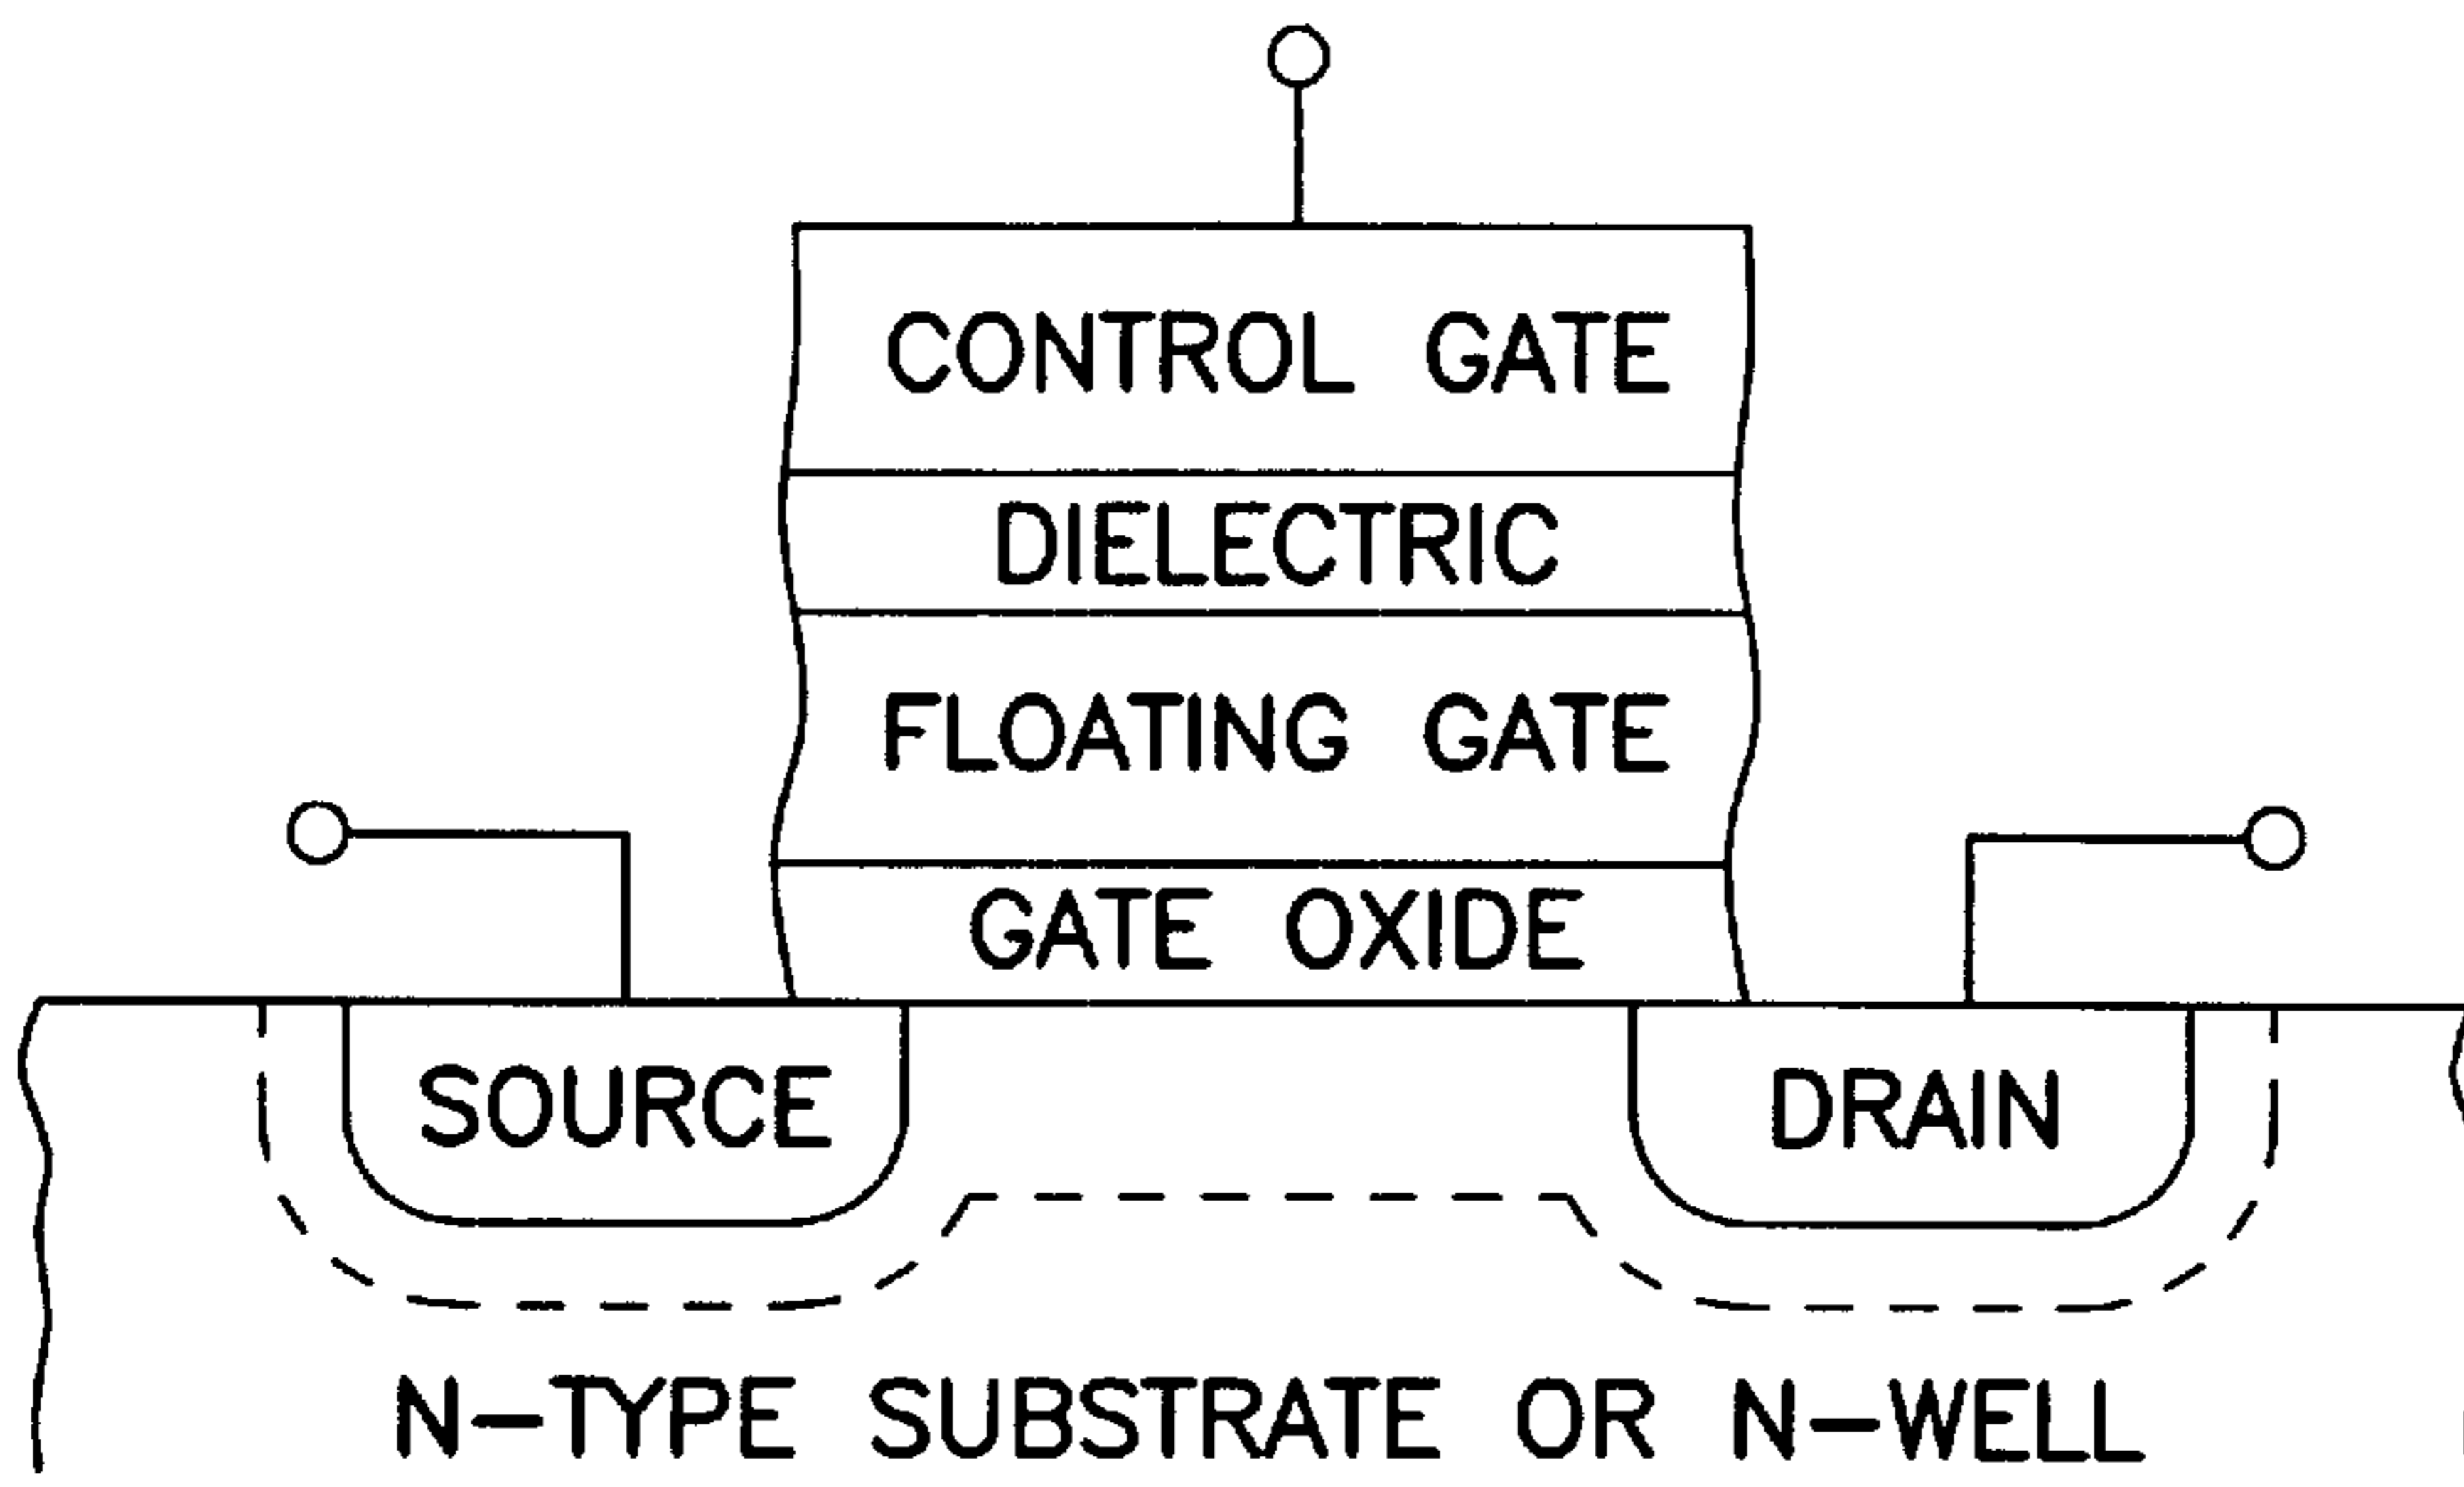 CONTROL GATE
DIELECTRIC
FLOATING GATE
GATE OXIDE
SOURCE
DRAIN
N-TYPE SUBSTRATE OR N-WELL